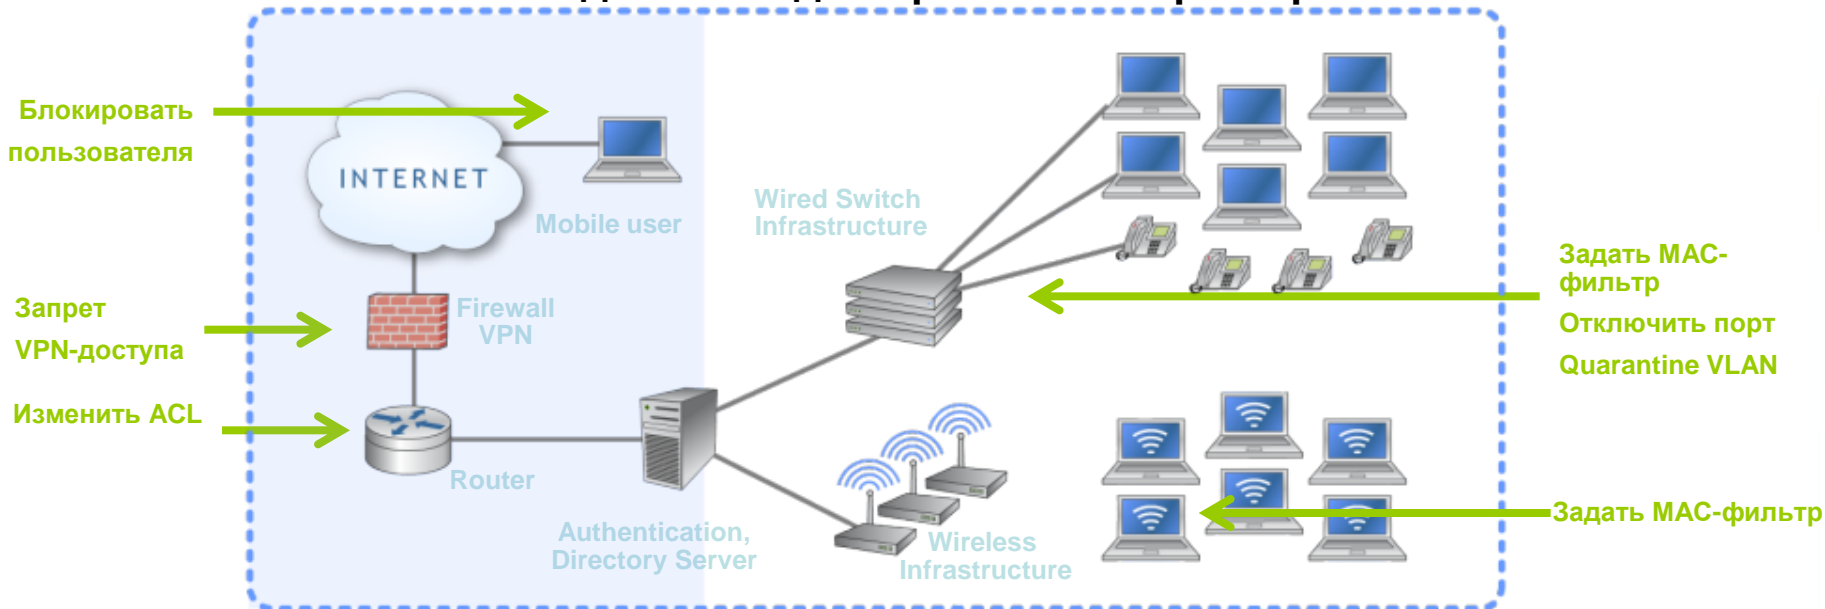 Блокировать
пользователя
INTERNET
Mobile user
Запрет
VPN-доступа
Firewall
VPN
Изменить ACL
Router
Authentication,
Directory Server
Wired Switch
Infrastructure
Wireless
Infrastructure
Задать MAC-
фильтр
Отключить порт
Quarantine VLAN
Задать MAC-фильтр